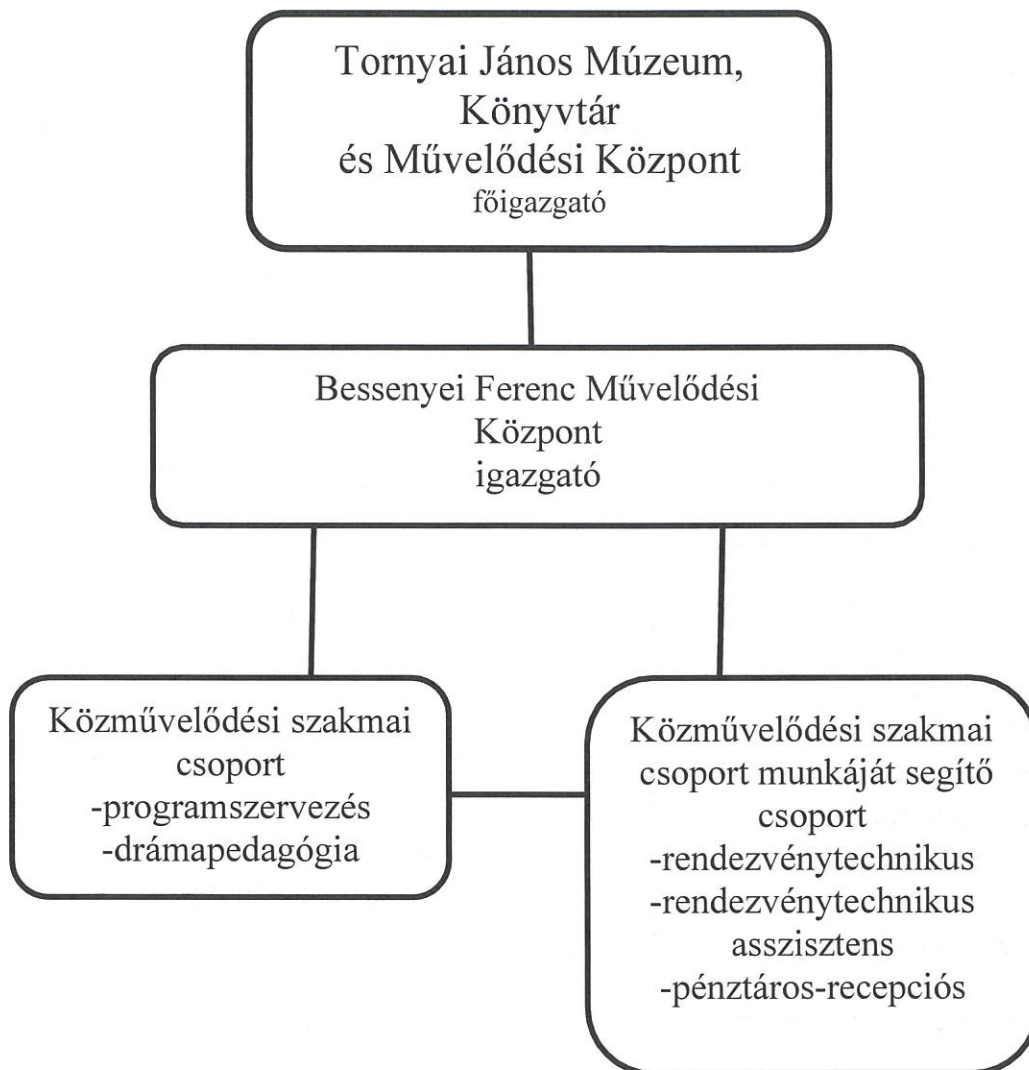 Tornyai János Múzeum,
Könyvtár
és Művelődési Központ
főigazgató
Bessenyei Ferenc Művelődési
Központ
igazgató
Közművelődési szakmai
csoport
-programszervezés
-drámapedagógia
Közművelődési szakmai
csoport munkáját segítő
csoport
-rendezvénytechnikus
-rendezvénytechnikus
asszisztens
-pénztáros-recepciós